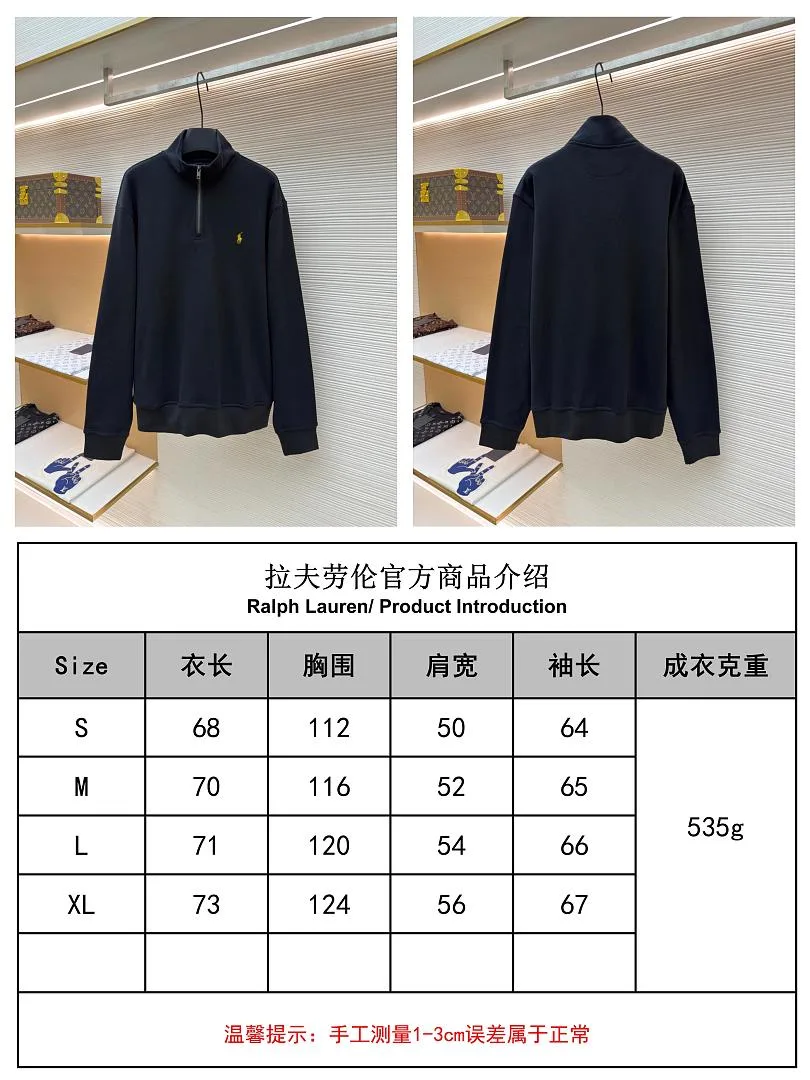 拉夫劳伦官方商品介绍
Ralph Lauren/ Product Introduction
Size 衣长 胸围 肩宽 袖长 成衣克重
S 68 112 50 64
M 70 116 52 65
535g
L 71 120 54 66
XL 73 124 56 67
温馨提示：手工测量1-3cm误差属于正常